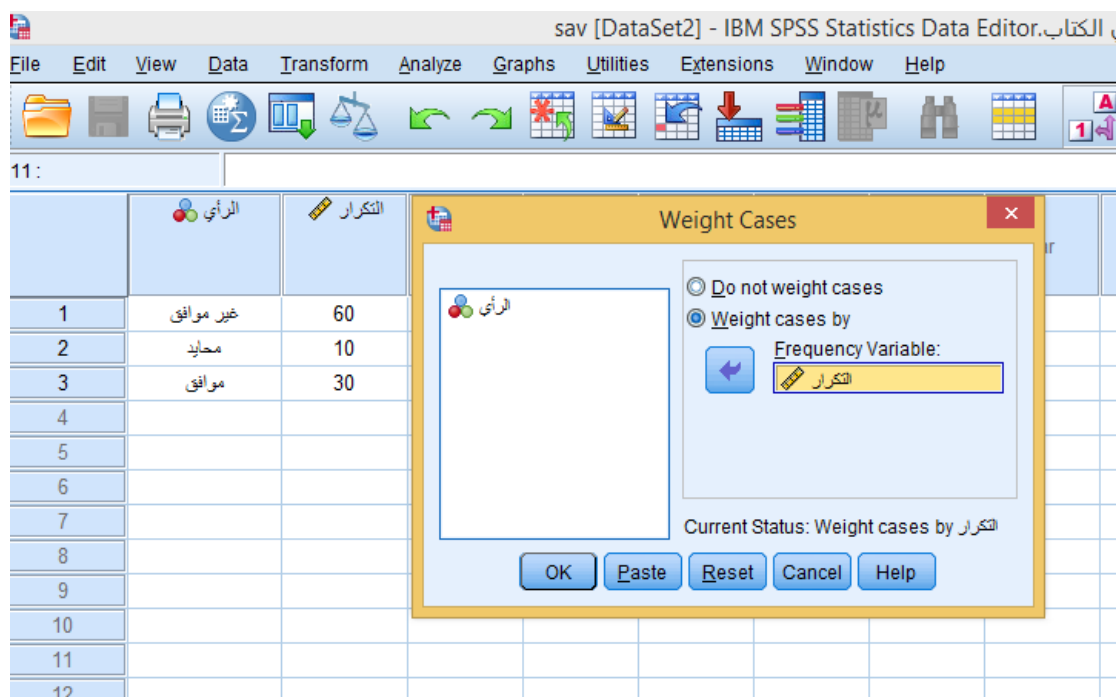 sav [DataSet2] - IBM SPSS Statistics Data Editor.الكتاب
File Edit View Data Transform Analyze Graphs Utilities Extensions Window Help
A
1
11 :
الرأي التكرار
1 غير موافق 60
2 محايد 10
3 موافق 30
4
5
6
7
8
9
10
11
12
Weight Cases
الرأي
Do not weight cases
Weight cases by
Frequency Variable:
التكرار
Current Status: Weight cases by التكرار
OK Paste Reset Cancel Help